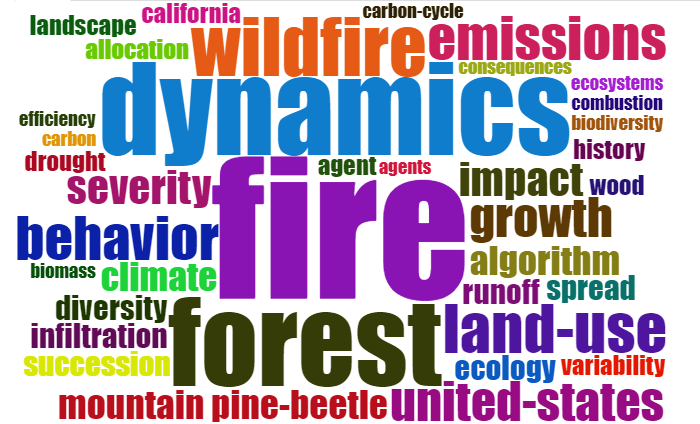 california
carbon-cycle
landscape
wildfire
emissions
allocation
consequences
dynamics
ecosystems
combustion
efficiency
biodiversity
carbon
history
drought
agent
agents
fire
severity
impact
wood
growth
behavior
algorithm
biomass
climate
runoff
spread
diversity
forest
land-use
infiltration
succession
ecology
variability
mountain pine-beetle
united-states